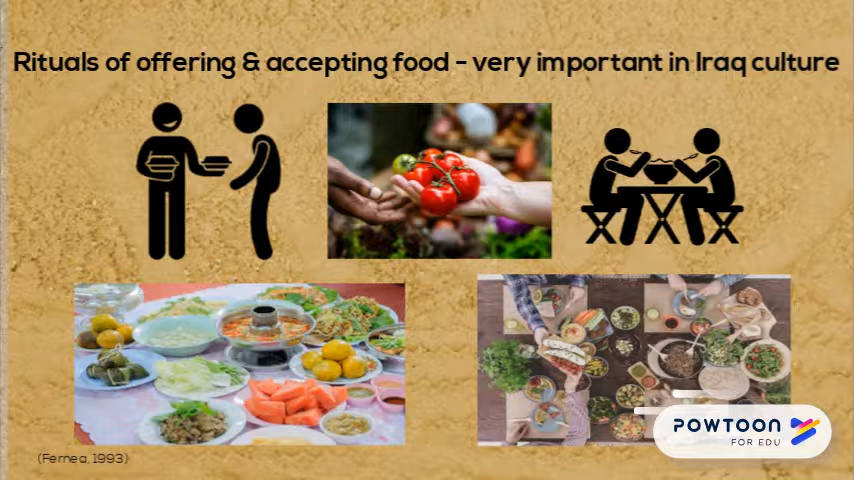 Rituals of offering & accepting food - very important in Iraq culture
(Fernea, 1993)
POWTOON
FOR EDU